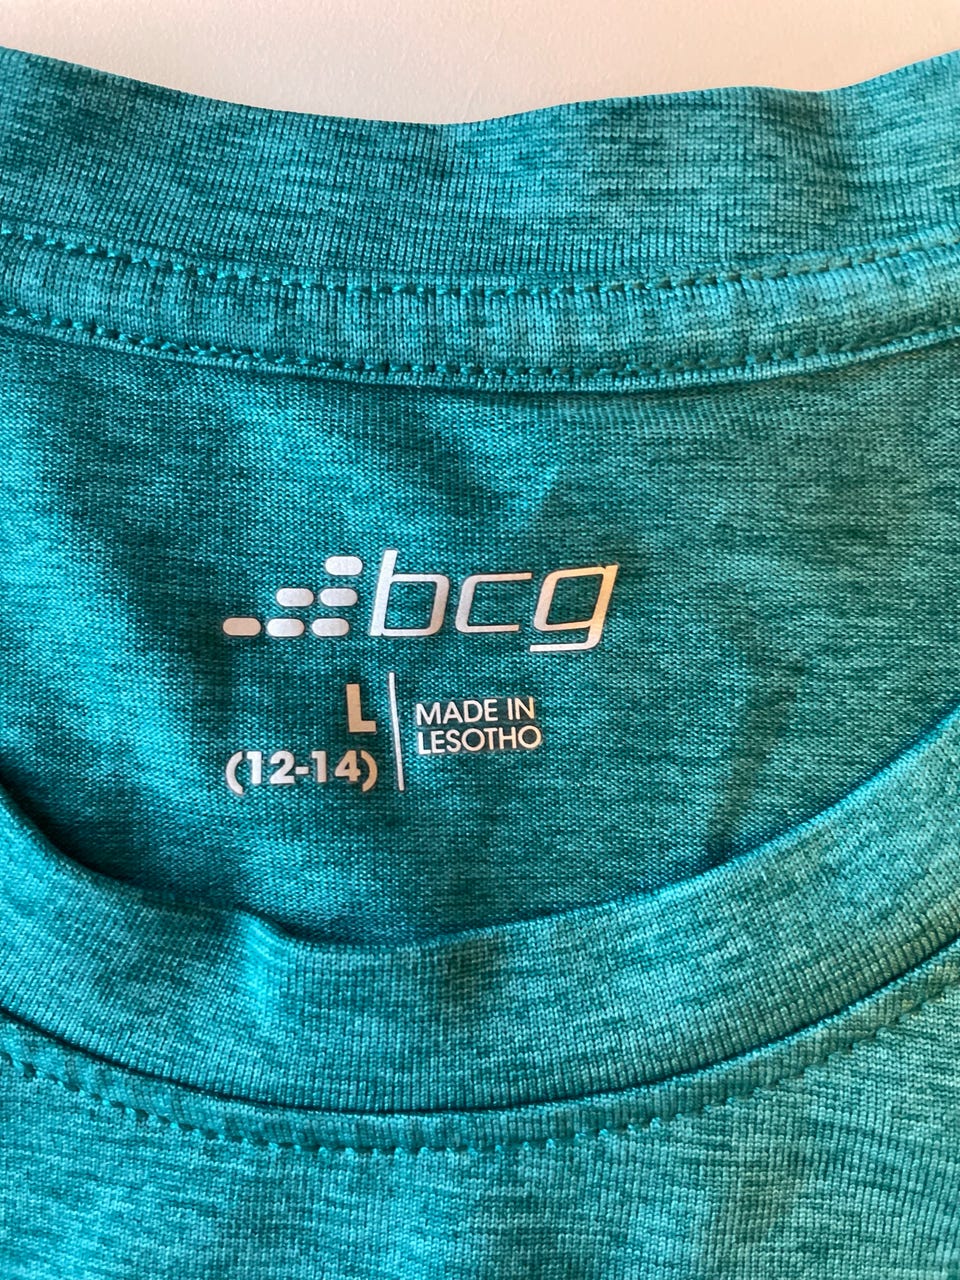 bcg
L
(12-14)
MADE IN
LESOTHO